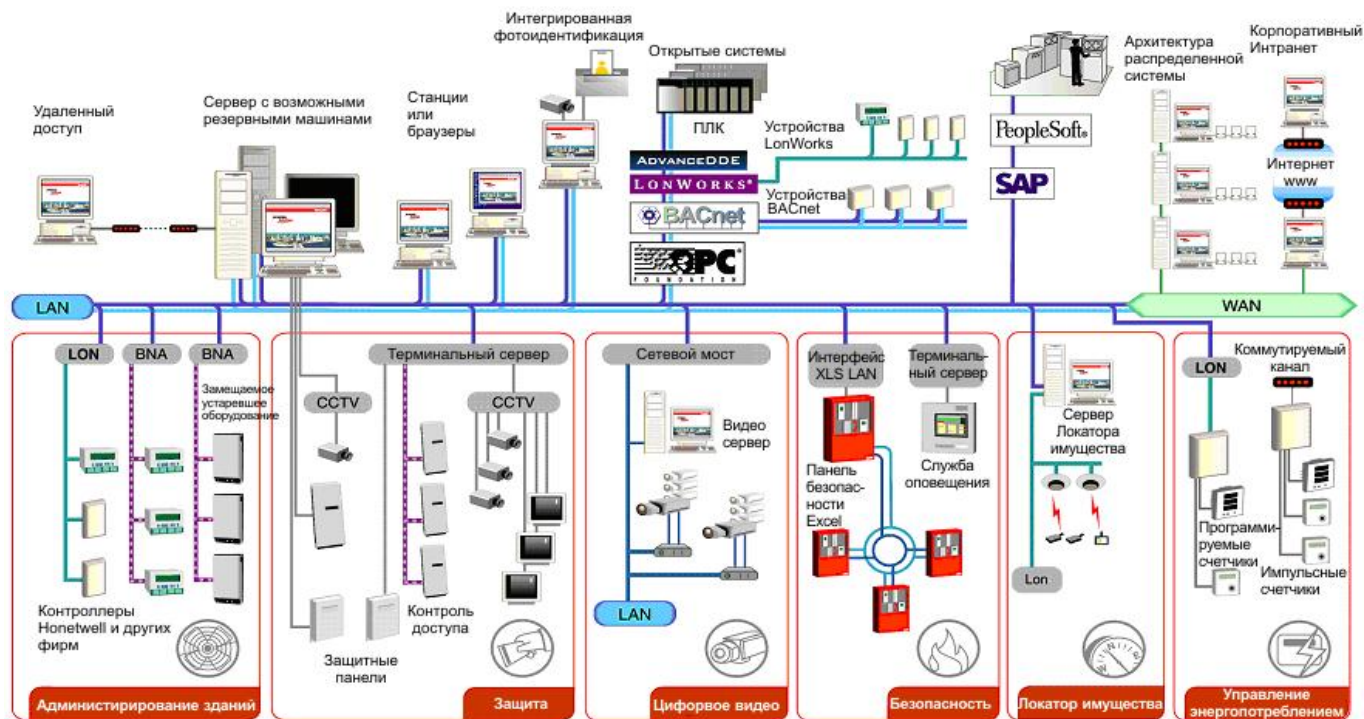 Интегрированная
фотоидентификация
Открытые системы
Архитектура
распределенной
системы
Корпоративный
Интранет
Удаленный
доступ
Сервер с возможными
резервными машинами
Станции
или
браузеры
ПЛК
Устройства
LonWorks
PEOPLESOFT®
ADVANCEDDE
LONWORKS®
Интернет
www
SAP
Устройства
BACnet
BACnet
OPC
FOUNDATION
LAN
WAN
LON
BNA
BNA
Терминальный сервер
Сетевой мост
Интерфейс
XLS LAN
Терминаль-
ный сервер
LON
Коммутируемый
канал
Замещаемое
устаревшее
оборудование
CCTV
CCTV
Видео
сервер
Сервер
Локатора
имущества
Панель
безопас-
ности
Excel
Служба
оповещения
Программи-
руемые
счетчики
Импульсные
счетчики
Lon
LAN
Контроллеры
Honetwell и других
фирм
Контроль
доступа
Защитные
панели
Администирирование зданий
Защита
Цифорвое видео
Безопасность
Локатор имущества
Управление
энергопотреблением